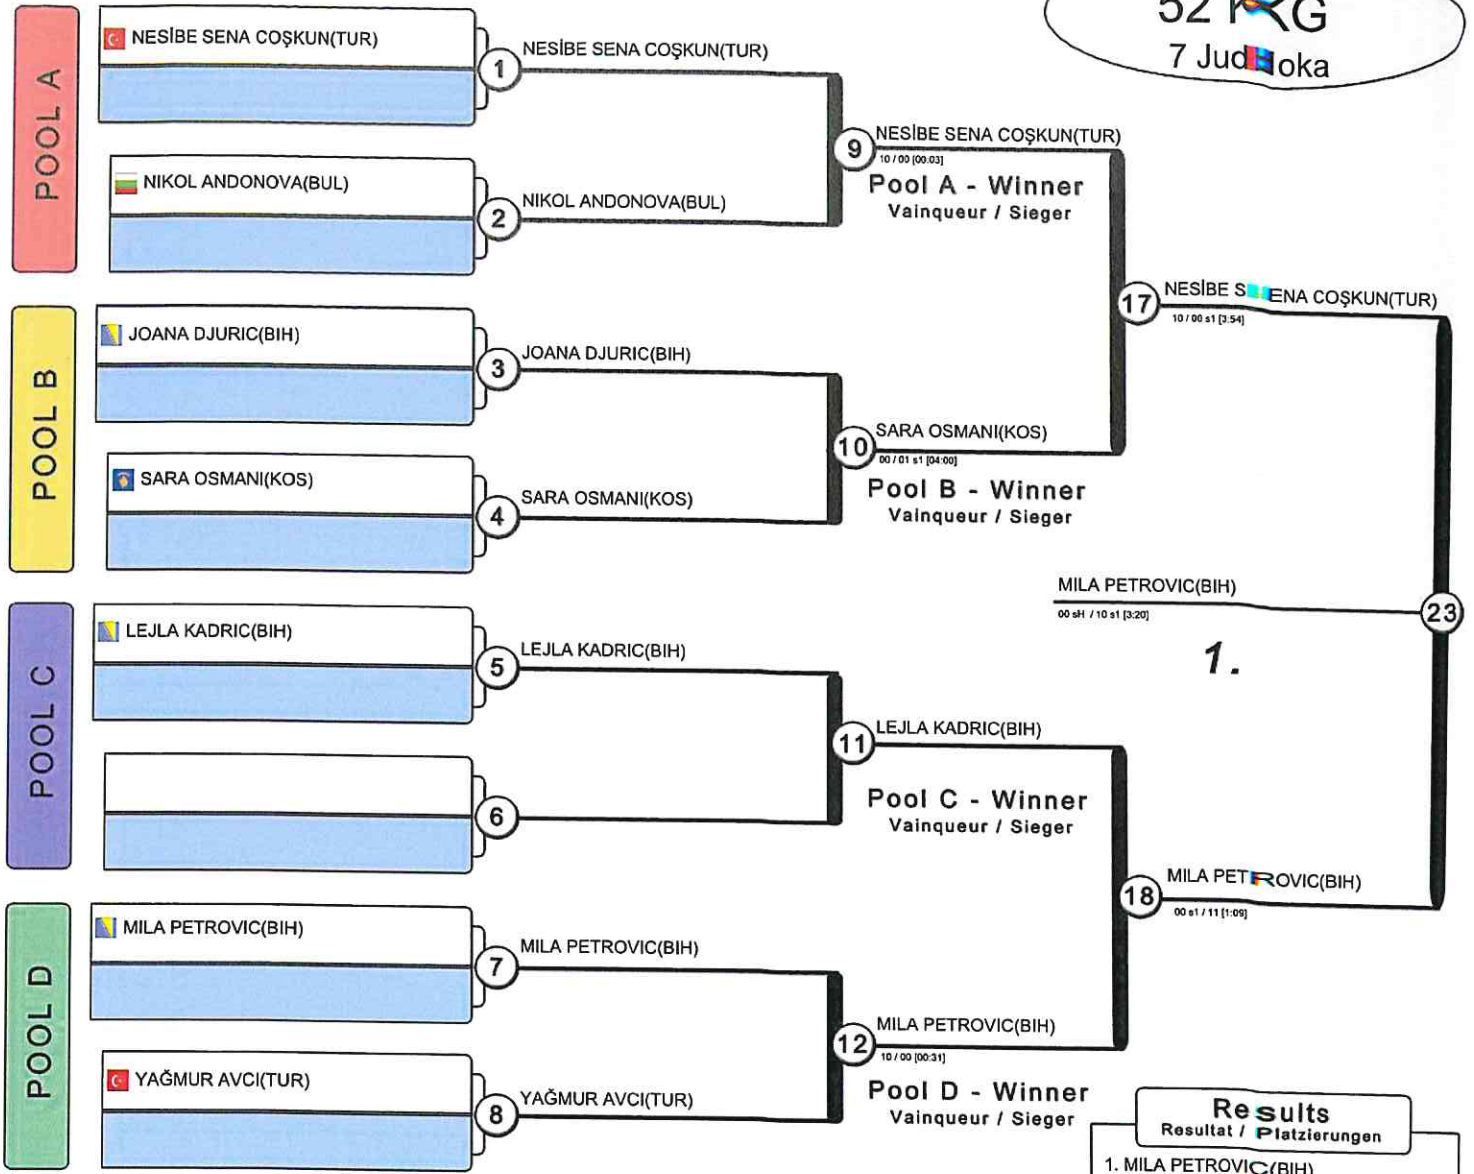 52 KG
7 Judoka
POOL A
NESİBE SENA COŞKUN(TUR)
1
NESİBE SENA COŞKUN(TUR)
NIKOL ANDONOVA(BUL)
2
NIKOL ANDONOVA(BUL)
9
NESİBE SENA COŞKUN(TUR)
10 / 00 [00:03]
Pool A - Winner
Vainqueur / Sieger
POOL B
JOANA DJURIC(BIH)
3
JOANA DJURIC(BIH)
SARA OSMANI(KOS)
4
SARA OSMANI(KOS)
10
SARA OSMANI(KOS)
00 / 01 s1 [04:00]
Pool B - Winner
Vainqueur / Sieger
17
NESİBE SENA COŞKUN(TUR)
10 / 00 s1 [3:54]
MILA PETROVIC(BIH)
00 sH / 10 s1 [3:20]
23
1.
POOL C
LEJLA KADRIC(BIH)
5
LEJLA KADRIC(BIH)
6
11
LEJLA KADRIC(BIH)
Pool C - Winner
Vainqueur / Sieger
18
MILA PETROVIC(BIH)
00 s1 / 11 [1:09]
POOL D
MILA PETROVIC(BIH)
7
MILA PETROVIC(BIH)
YAĞMUR AVCI(TUR)
8
YAĞMUR AVCI(TUR)
12
MILA PETROVIC(BIH)
10 / 00 [00:31]
Pool D - Winner
Vainqueur / Sieger
Results
Resultat / Platzierungen
1. MILA PETROVIC(BIH)